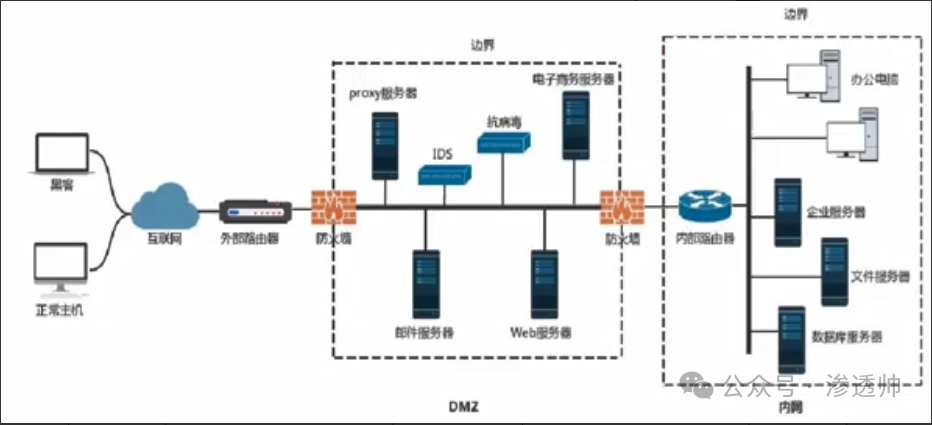 边界
边界
proxy服务器
电子商务服务器
抗病毒
IDS
办公电脑
黑客
互联网
外部路由器
防火墙
防火墙
内部路由器
企业服务器
正常主机
邮件服务器
Web服务器
文件服务器
数据库服务器
公众号 · 渗透帅
DMZ
内网